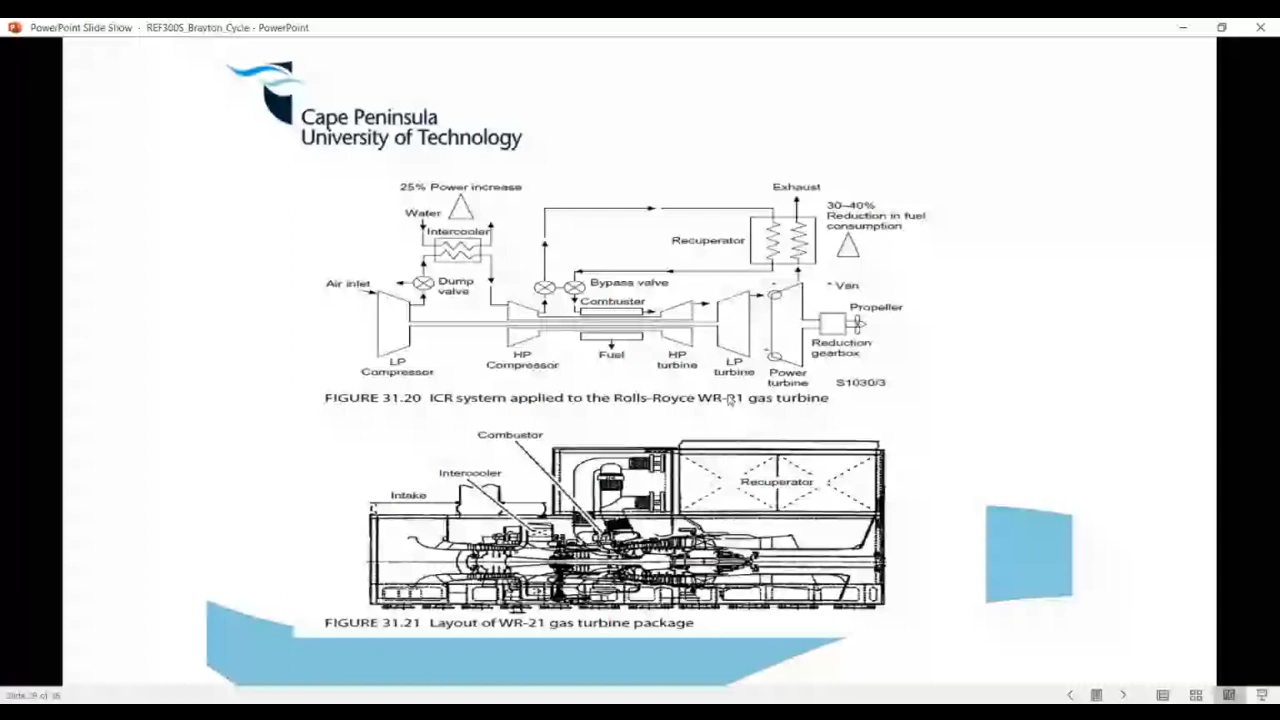 PowerPoint Slide Show - REF300S_Brayton_Cycle - PowerPoint
Cape Peninsula
University of Technology
25% Power increase
Water
Intercooler
Air inlet
Dump
valve
LP
Compressor
HP
Compressor
Bypass valve
Combuster
Fuel
HP
turbine
LP
turbine
Power
turbine
Recuperator
Exhaust
30–40%
Reduction in fuel
consumption
* Van
Propeller
Reduction
gearbox
S1030/3
FIGURE 31.20 ICR system applied to the Rolls-Royce WR-21 gas turbine
Combustor
Intercooler
Intake
Recuperator
FIGURE 31.21 Layout of WR-21 gas turbine package